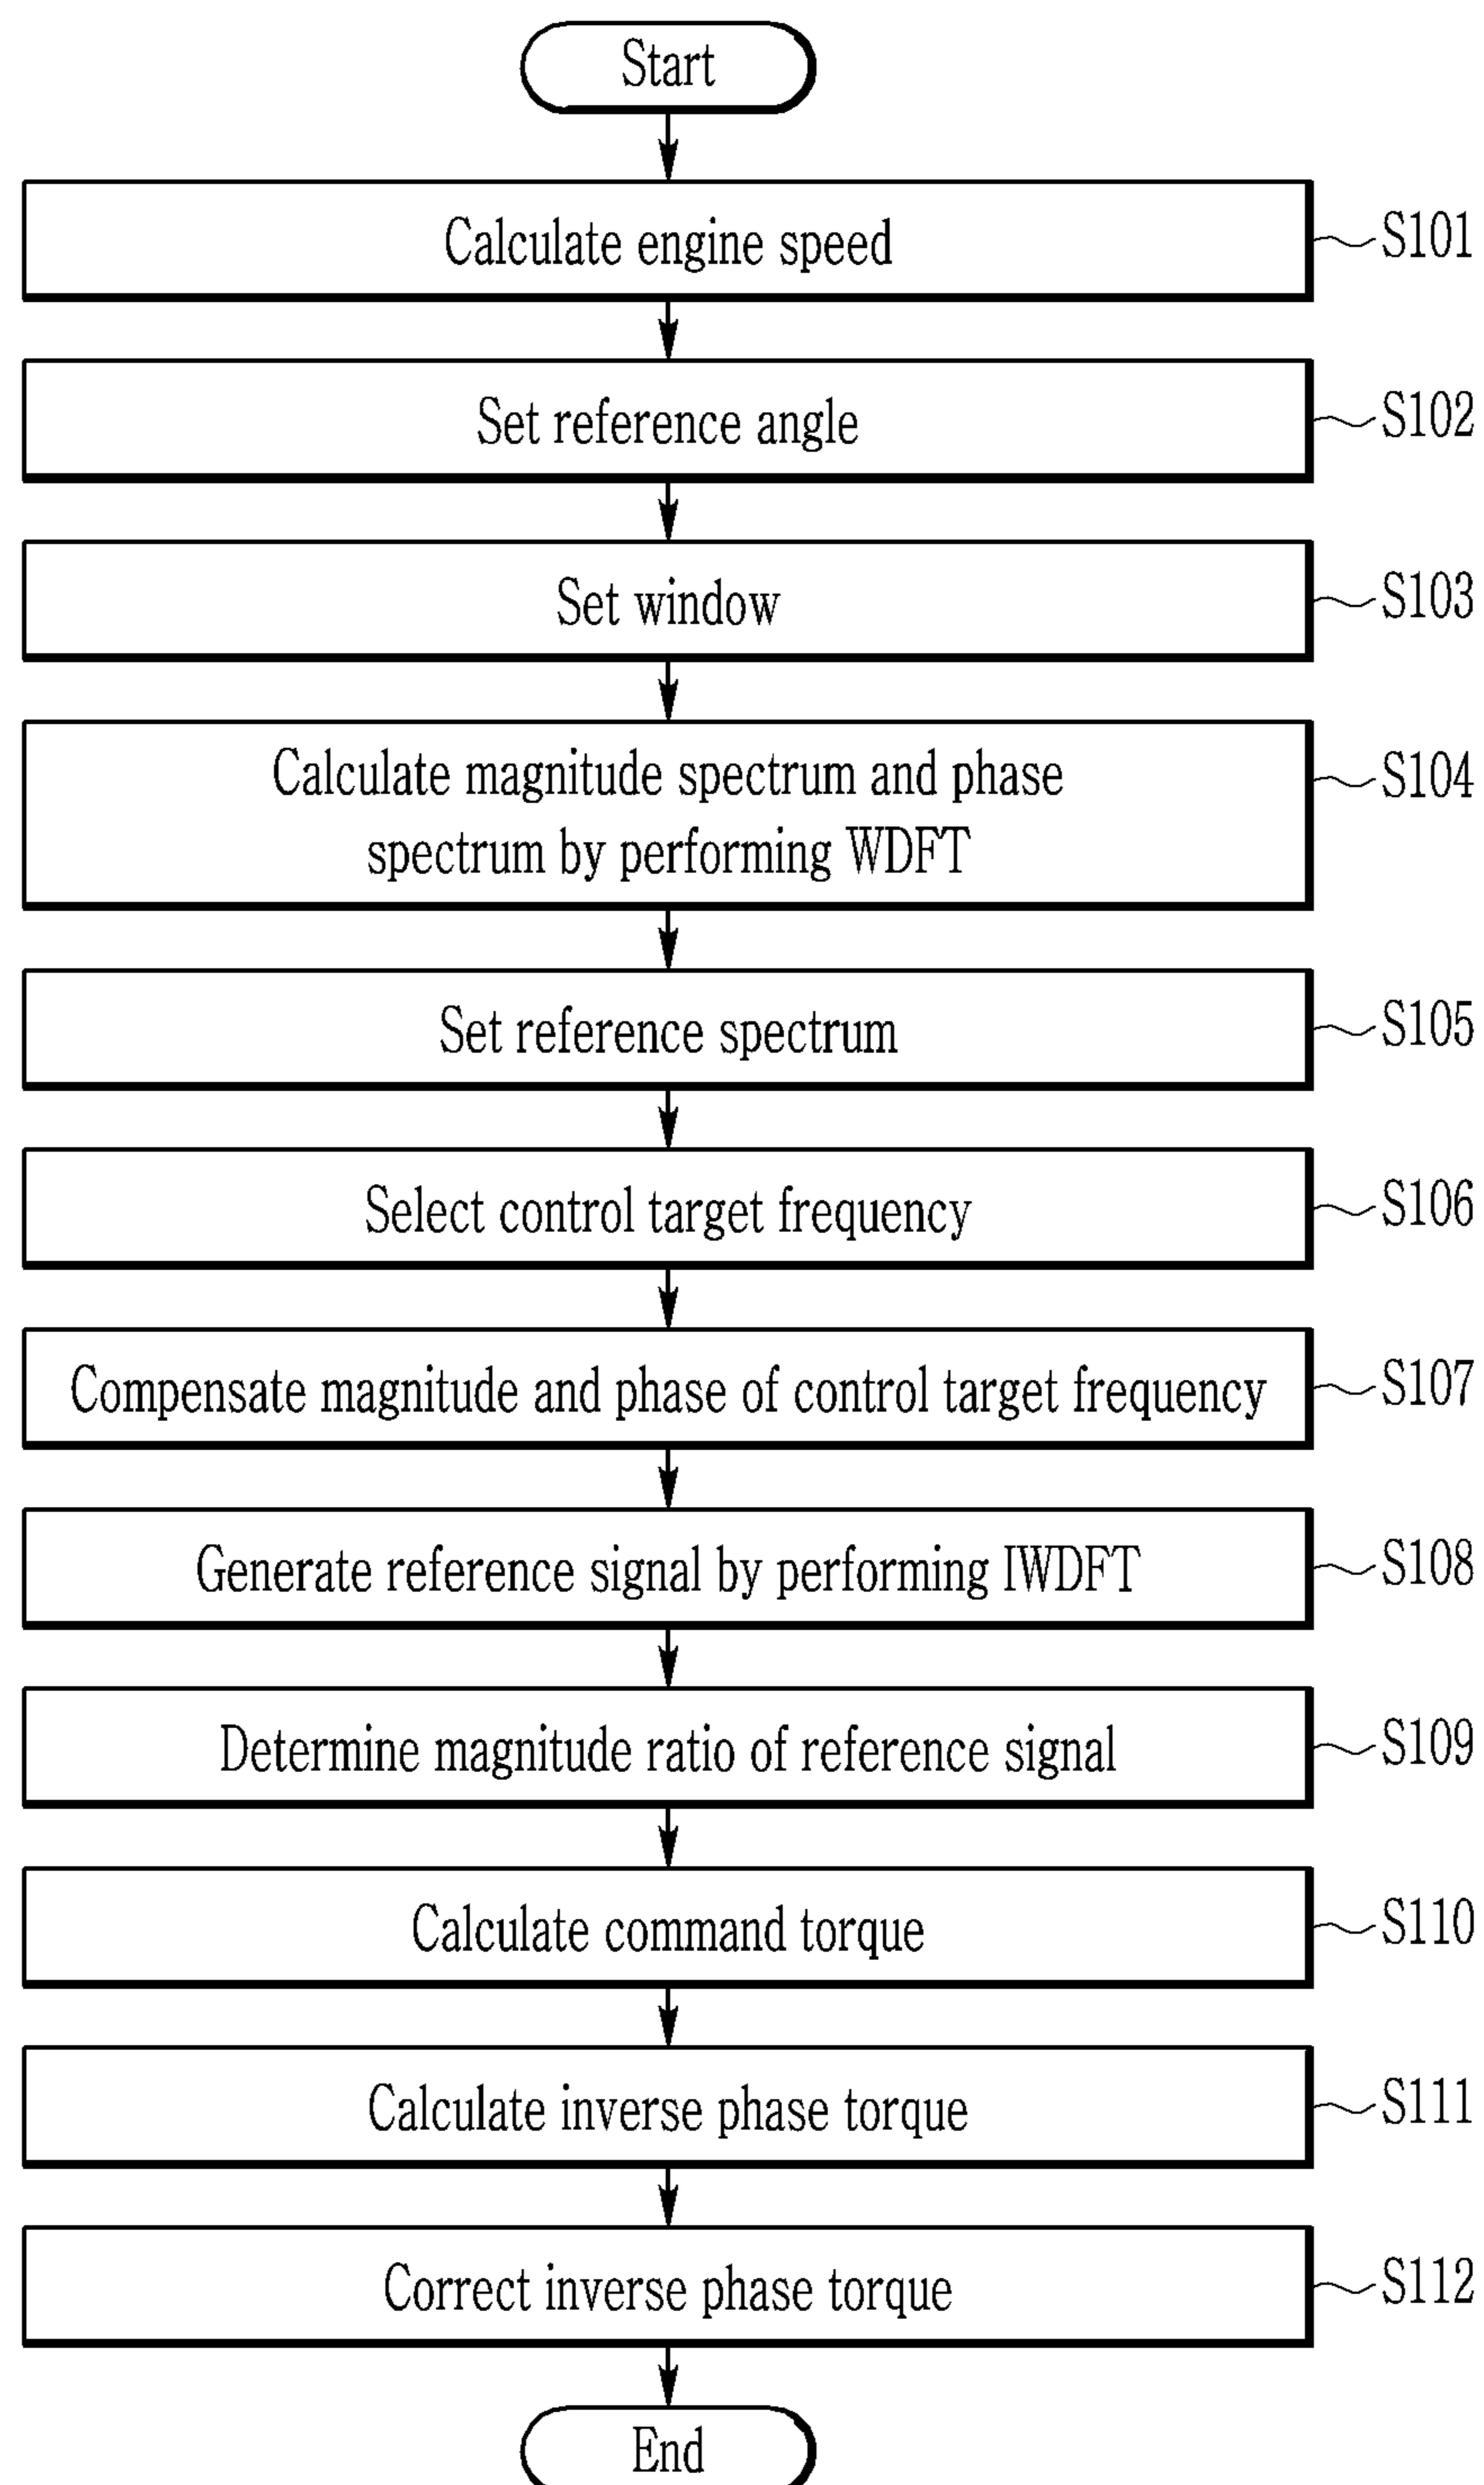 Start
Calculate engine speed
S101
Set reference angle
S102
Set window
S103
Calculate magnitude spectrum and phase
spectrum by performing WDFT
S104
Set reference spectrum
S105
Select control target frequency
S106
Compensate magnitude and phase of control target frequency
S107
Generate reference signal by performing IWDFT
S108
Determine magnitude ratio of reference signal
S109
Calculate command torque
S110
Calculate inverse phase torque
S111
Correct inverse phase torque
S112
End